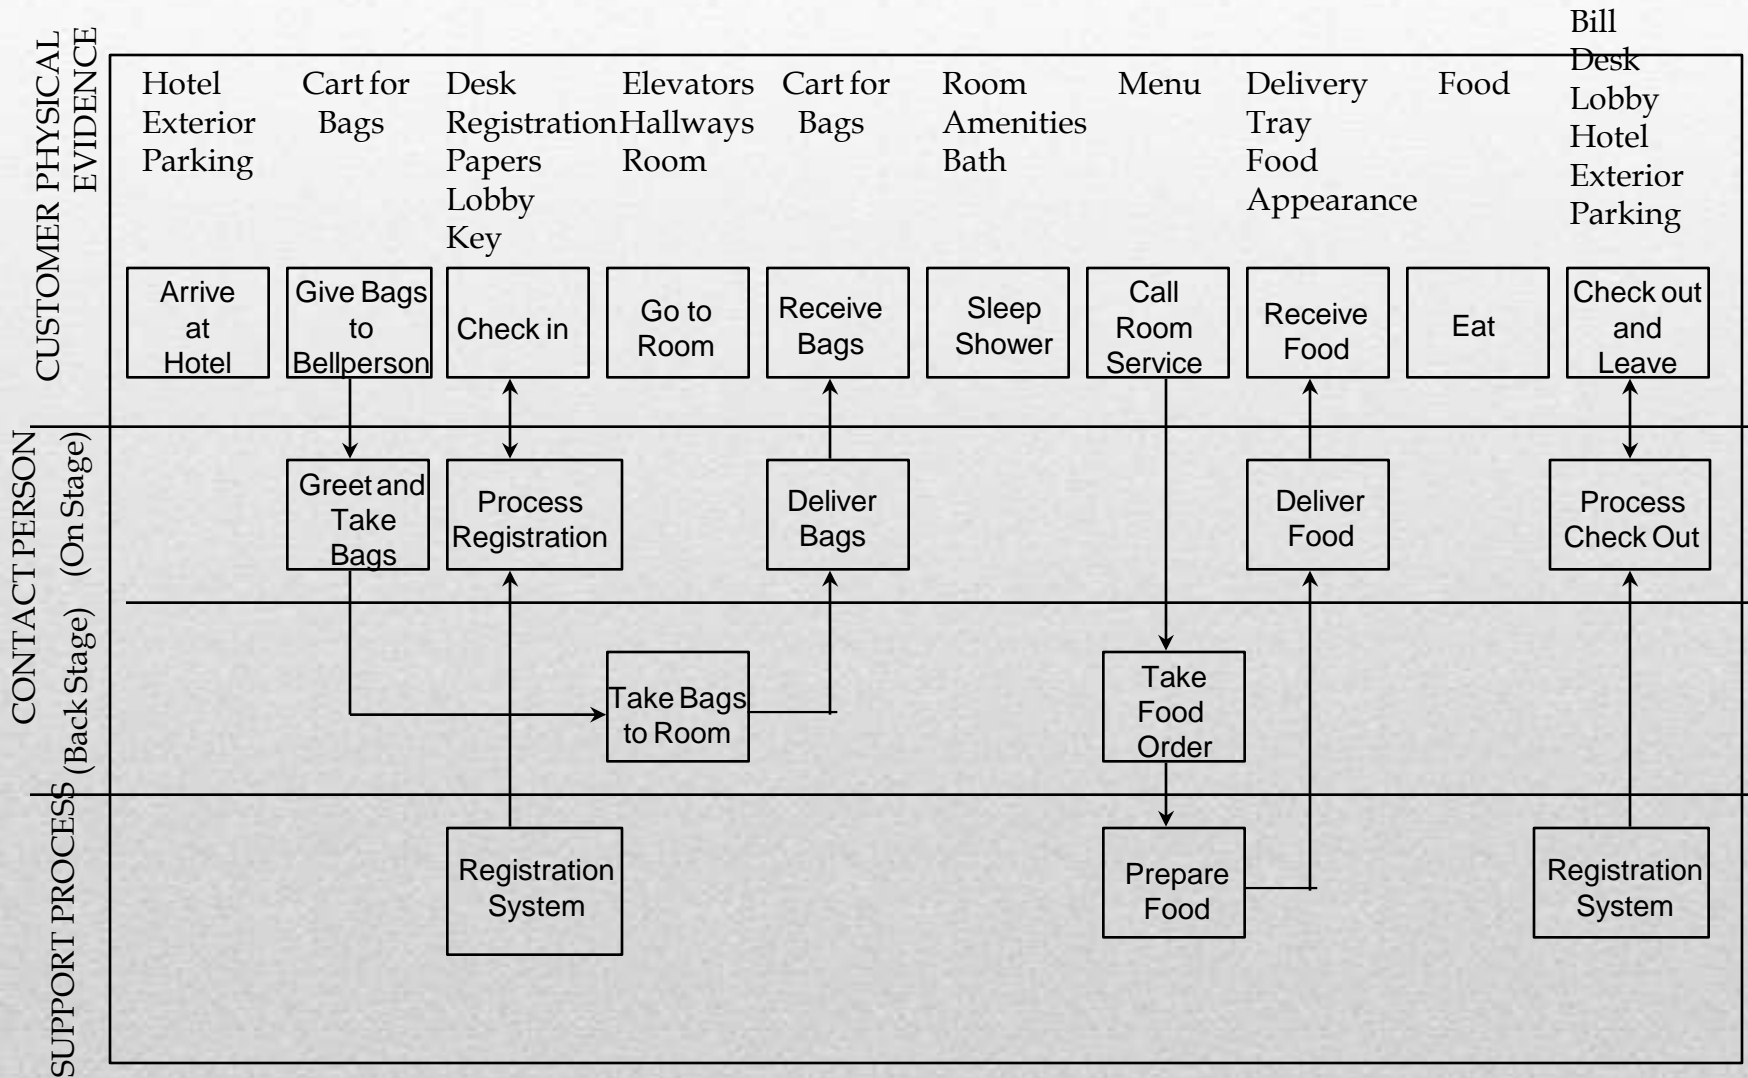 CUSTOMER PHYSICAL
EVIDENCE
Hotel
Exterior
Parking
Cart for
Bags
Desk
Registration
Papers
Lobby
Key
Elevators
Hallways
Room
Cart for
Bags
Room
Amenities
Bath
Menu
Delivery
Tray
Food
Appearance
Food
Bill
Desk
Lobby
Hotel
Exterior
Parking
Arrive
at
Hotel
Give Bags
to
Bellperson
Check in
Go to
Room
Receive
Bags
Sleep
Shower
Call
Room
Service
Receive
Food
Eat
Check out
and
Leave
CONTACT PERSON
(On Stage)
Greet and
Take
Bags
Process
Registration
Deliver
Bags
Deliver
Food
Process
Check Out
(Back Stage)
Take Bags
to Room
Take
Food
Order
SUPPORT PROCESS
Registration
System
Prepare
Food
Registration
System